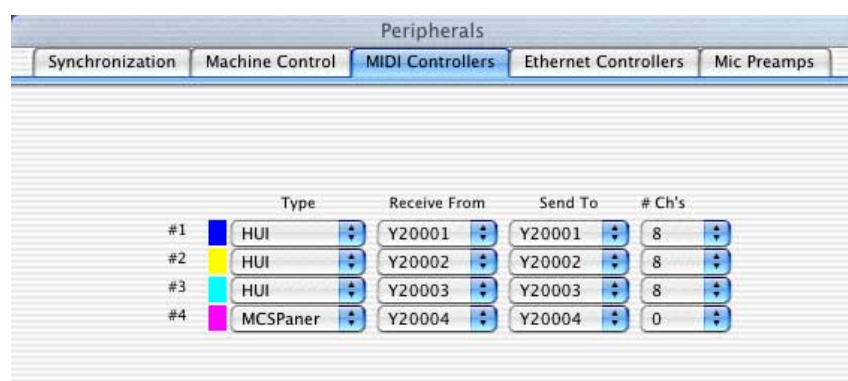 Peripherals
Synchronization Machine Control MIDI Controllers Ethernet Controllers Mic Preamps
Type Receive From Send To # Ch's
#1 HUI Y20001 Y20001 8
#2 HUI Y20002 Y20002 8
#3 HUI Y20003 Y20003 8
#4 MCSPaner Y20004 Y20004 0